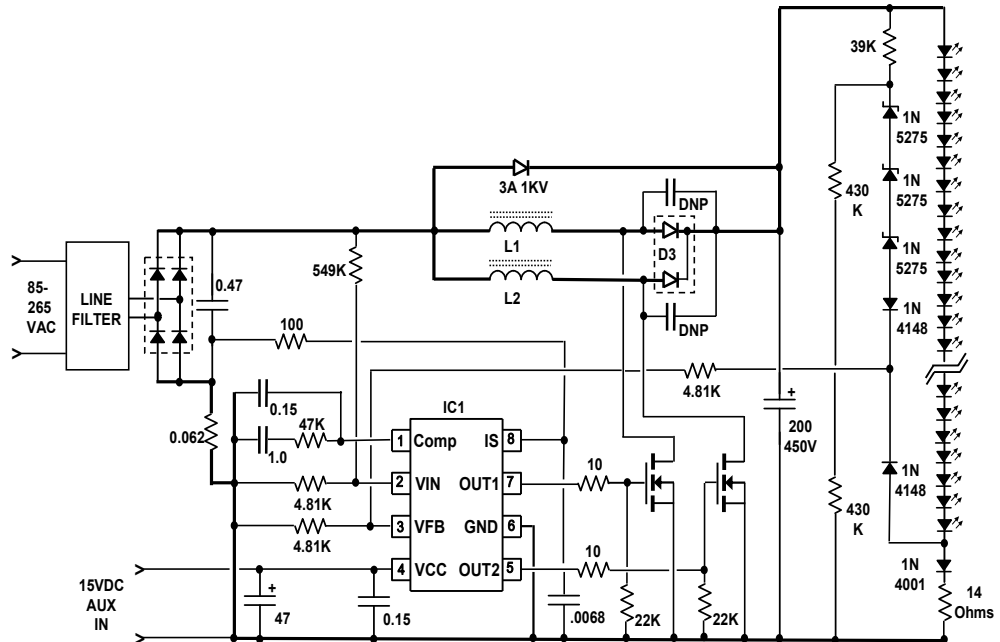 39K
1N
5275
3A 1KV
DNP
1N
5275
430
K
L1
D3
549K
1N
5275
85-
265
VAC
LINE
FILTER
0.47
L2
DNP
1N
4148
100
4.81K
0.15
IC1
+
200
450V
0.062
47K
1 Comp
IS 8
1.0
10
1N
4148
2 VIN
OUT1 7
4.81K
430
K
3 VFB
GND 6
4.81K
10
15VDC
AUX
IN
4 VCC
OUT2 5
1N
4001
+
47
0.15
.0068
22K
22K
14
Ohms